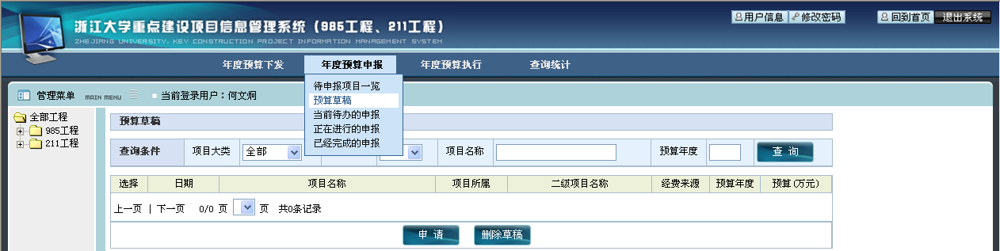 浙江大学重点建设项目信息管理系统（985工程、211工程）
ZHE JIANG UNIVERSITY. KEY CONSTRUCTION PROJECT INFORMATION MANAGEMENT SYSTEM
用户信息 修改密码 回到首页 退出系统
年度预算下发 年度预算申报 年度预算执行 查询统计
待申报项目一览
预算草稿
当前待办的申报
正在进行的申报
已经完成的申报
管理菜单 MAIN MENU 当前登录用户：何文炯
全部工程
985工程
211工程
预算草稿
查询条件 项目大类 全部 项目名称 预算年度 查 询
选择 日期 项目名称 项目所属 二级项目名称 经费来源 预算年度 预算(万元)
上一页 | 下一页 0/0 页 页 共0条记录
申 请 删除草稿